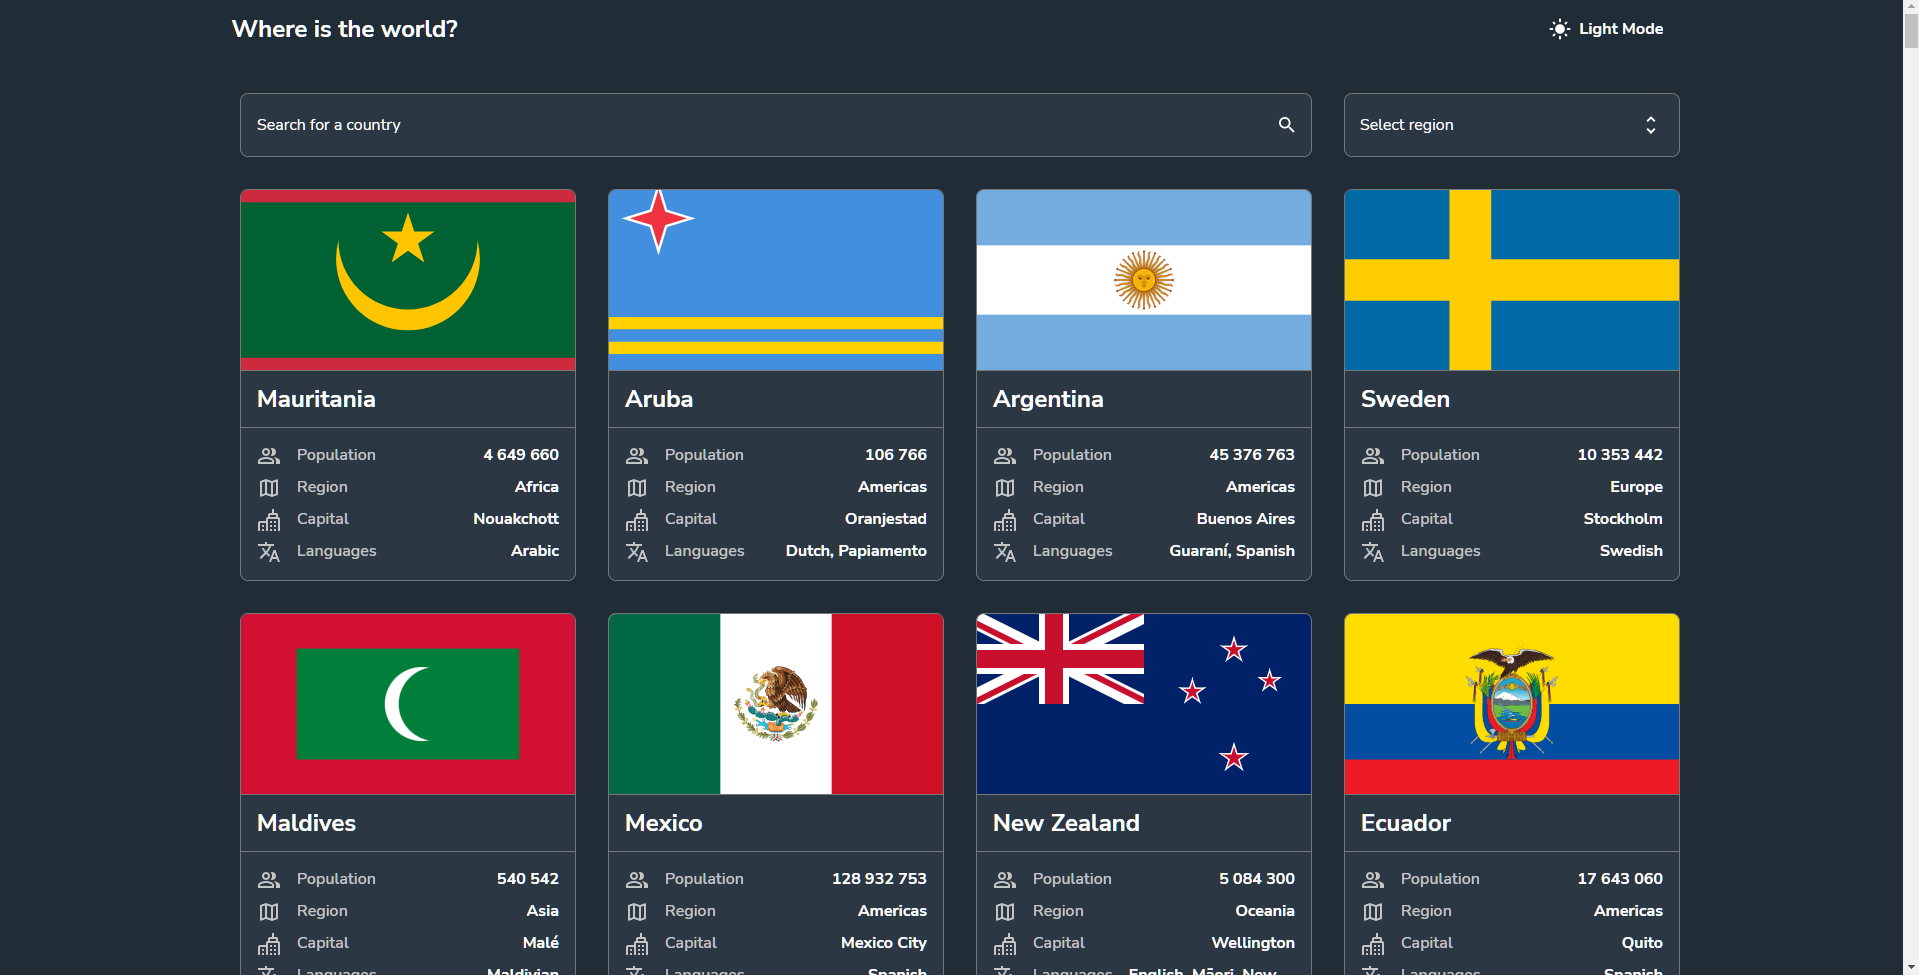 Where is the world?
Light Mode
Search for a country
Select region
Mauritania
Population 4 649 660
Region Africa
Capital Nouakchott
Languages Arabic
Aruba
Population 106 766
Region Americas
Capital Oranjestad
Languages Dutch, Papiamento
Argentina
Population 45 376 763
Region Americas
Capital Buenos Aires
Languages Guaraní, Spanish
Sweden
Population 10 353 442
Region Europe
Capital Stockholm
Languages Swedish
Maldives
Population 540 542
Region Asia
Capital Malé
Languages Maldivian
Mexico
Population 128 932 753
Region Americas
Capital Mexico City
Languages Spanish
New Zealand
Population 5 084 300
Region Oceania
Capital Wellington
Languages English, Māori, New
Ecuador
Population 17 643 060
Region Americas
Capital Quito
Languages Spanish